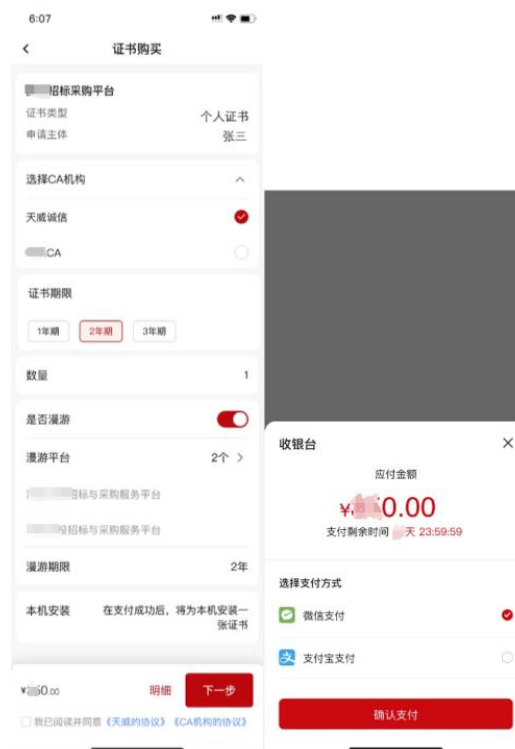 6:07
证书购买
招标采购平台
证书类型 个人证书
申请主体 张三
选择CA机构
天威诚信
CA
证书期限
1年期 2年期 3年期
数量 1
是否漫游
漫游平台 2个 >
招标与采购服务平台
招标与采购服务平台
漫游期限 2年
本机安装 在支付成功后，将为本机安装一
张证书
¥50.00 明细 下一步
我已阅读并同意《天威的协议》《CA机构的协议》
收银台 ×
应付金额
¥0.00
支付剩余时间 天 23:59:59
选择支付方式
微信支付
支付宝支付
确认支付